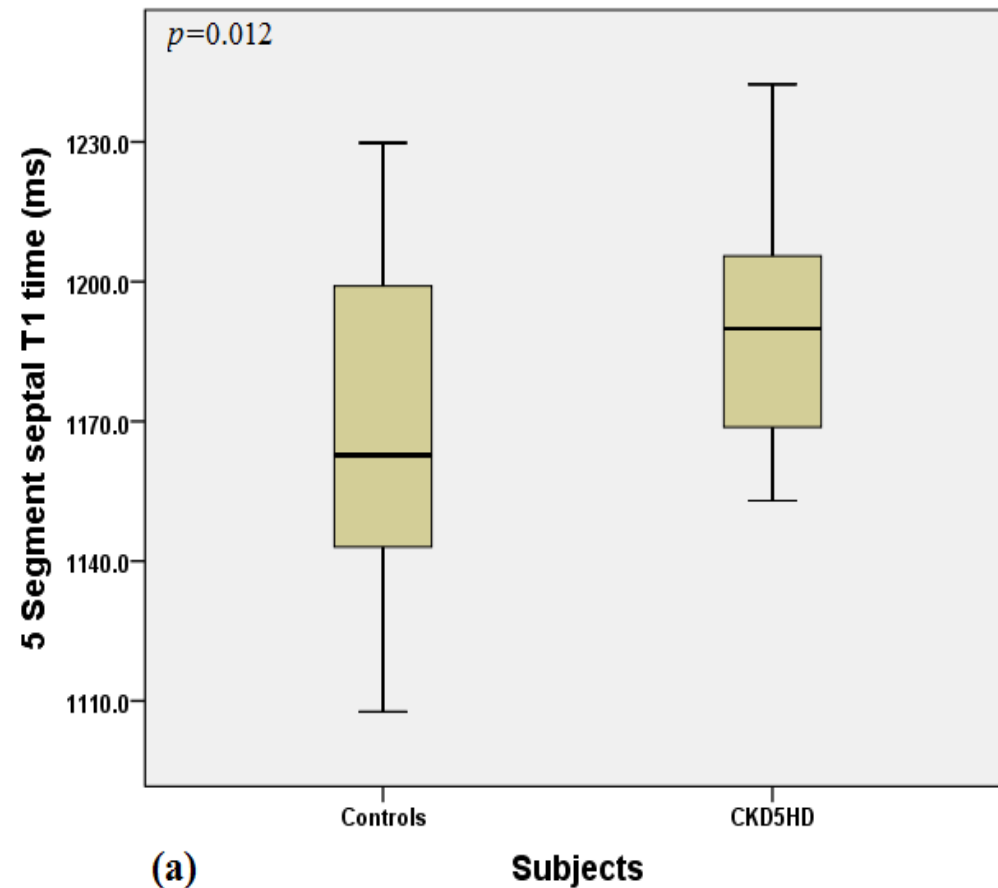 p=0.012
5 Segment septal T1 time (ms)
1230.0
1200.0
1170.0
1140.0
1110.0
Controls CKD5HD
(a) Subjects